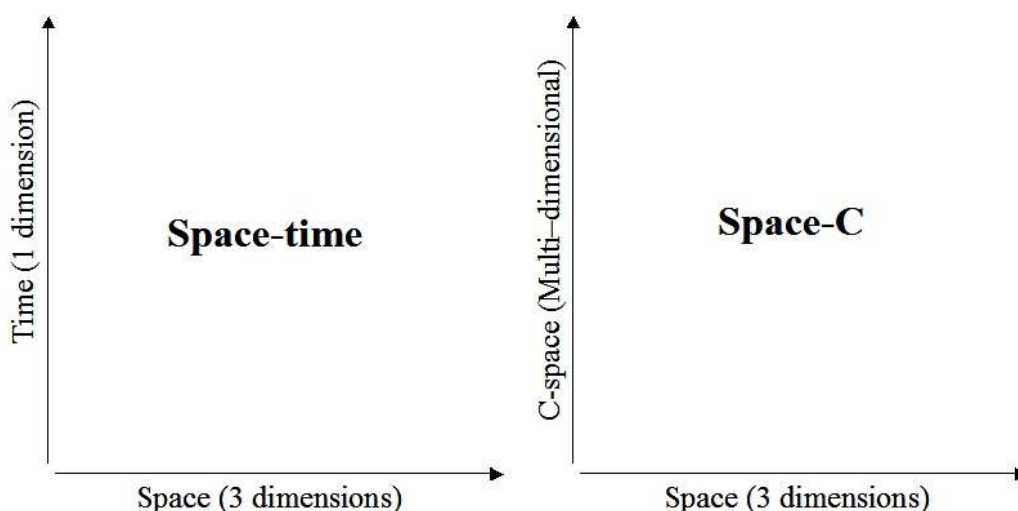 Time (1 dimension)
Space-time
Space (3 dimensions)
C-space (Multi–dimensional)
Space-C
Space (3 dimensions)